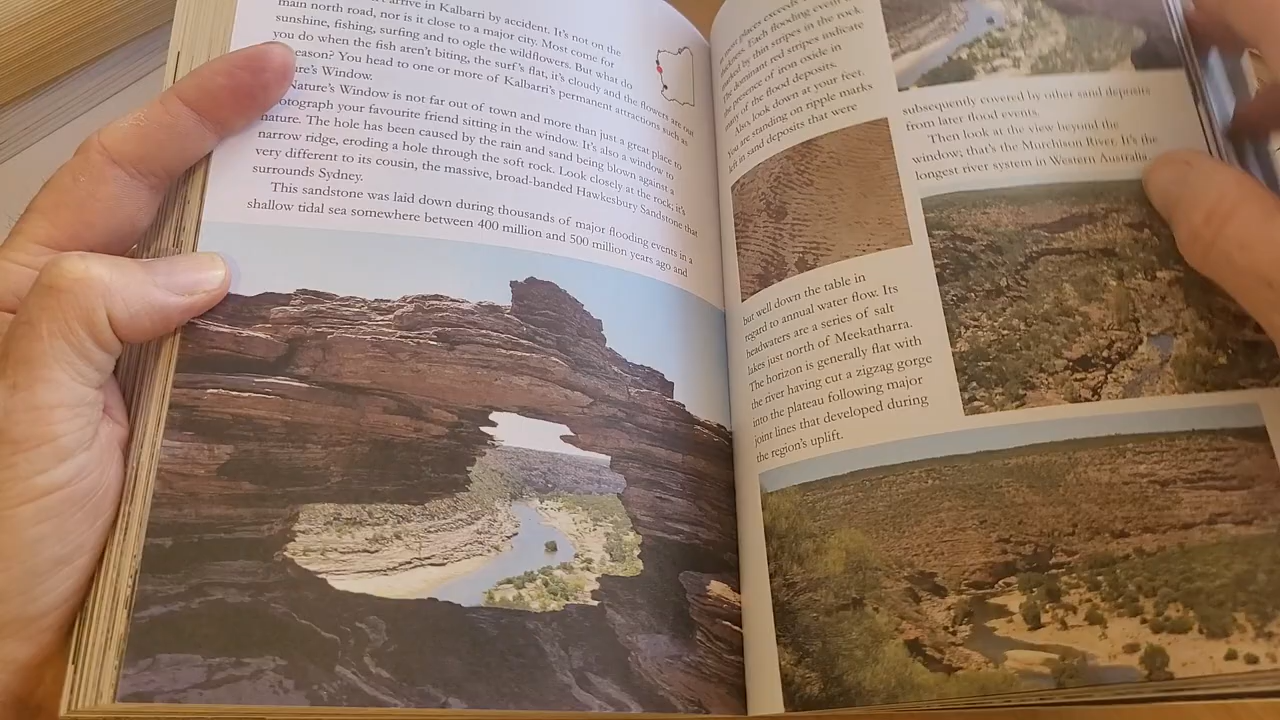 arrive in Kalbarri by accident. It's not on the
main north road, nor is it close to a major city. Most come for
sunshine, fishing, surfing and to ogle the wildflowers. But what do
you do when the fish aren't biting, the surf's flat, it's cloudy and the flowers are out
eason? You head to one or more of Kalbarri's permanent attractions such as
ure's Window.
Nature's Window is not far out of town and more than just a great place to
otograph your favourite friend sitting in the window. It's also a window to
nature. The hole has been caused by the rain and sand being blown against a
narrow ridge, eroding a hole through the soft rock. Look closely at the rock; it's
very different to its cousin, the massive, broad-banded Hawkesbury Sandstone that
surrounds Sydney.
This sandstone was laid down during thousands of major flooding events in a
shallow tidal sea somewhere between 400 million and 500 million years ago and
most places exceeds
Each flooding event
marked by thin stripes in the rock.
The dominant red stripes indicate
the presence of iron oxide in
many of the flood deposits.
Also, look down at your feet.
You are standing on ripple marks
left in sand deposits that were
but well down the table in
regard to annual water flow. Its
headwaters are a series of salt
lakes just north of Meekatharra.
The horizon is generally flat with
the river having cut a zigzag gorge
into the plateau following major
joint lines that developed during
the region's uplift.
subsequently covered by other sand deposits
from later flood events.
Then look at the view beyond the
window; that's the Murchison River. It's the
longest river system in Western Australia